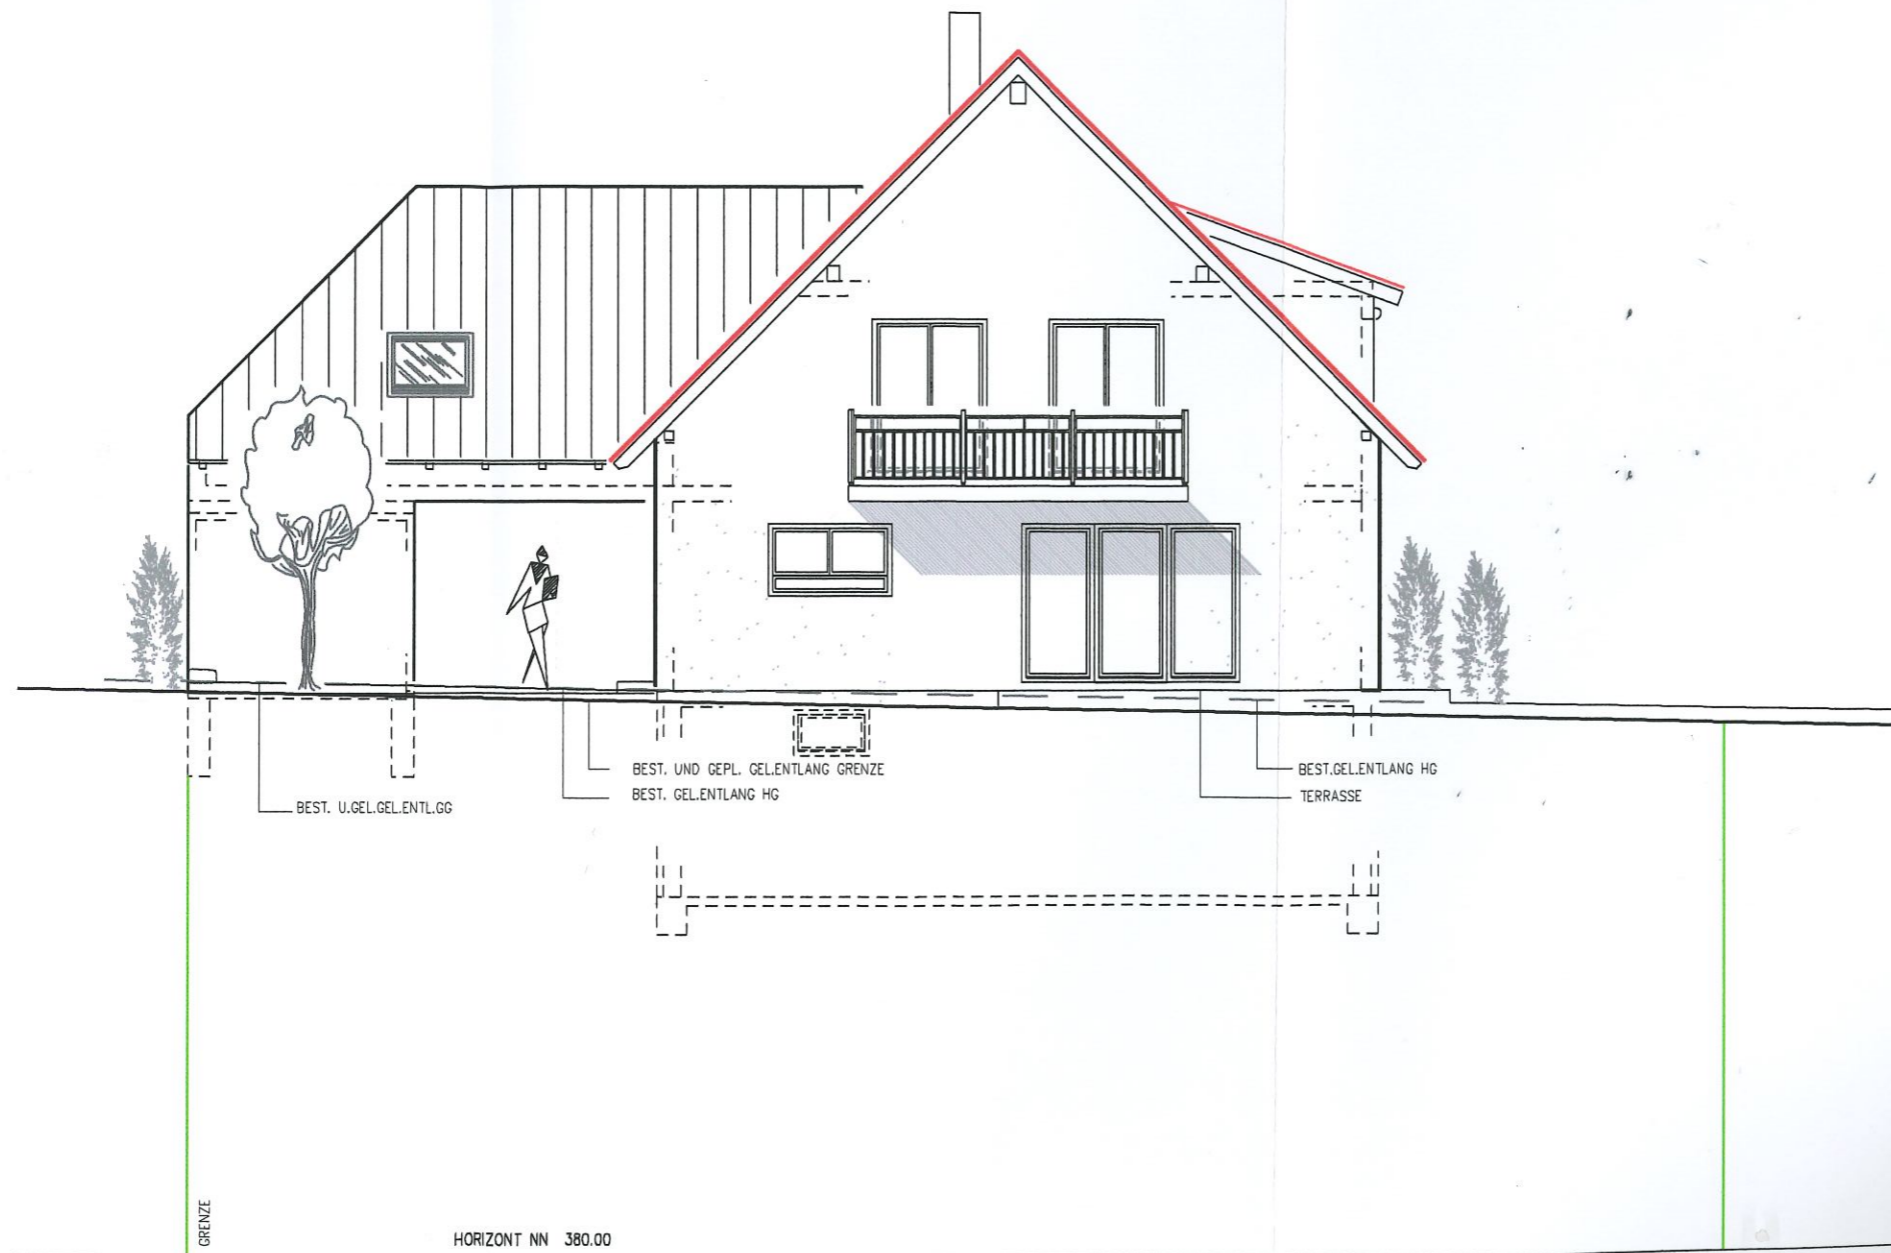 BEST. UND GEPL. GEL.ENTLANG GRENZE
BEST. GEL.ENTLANG HG
BEST. U.GEL.GEL.ENTL.GG
BEST.GEL.ENTLANG HG
TERRASSE
GRENZE
HORIZONT NN 380.00